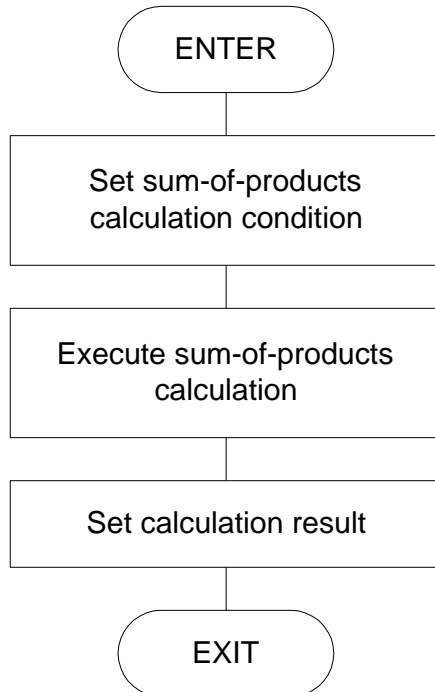 ENTER
Set sum-of-products
calculation condition
Execute sum-of-products
calculation
Set calculation result
EXIT